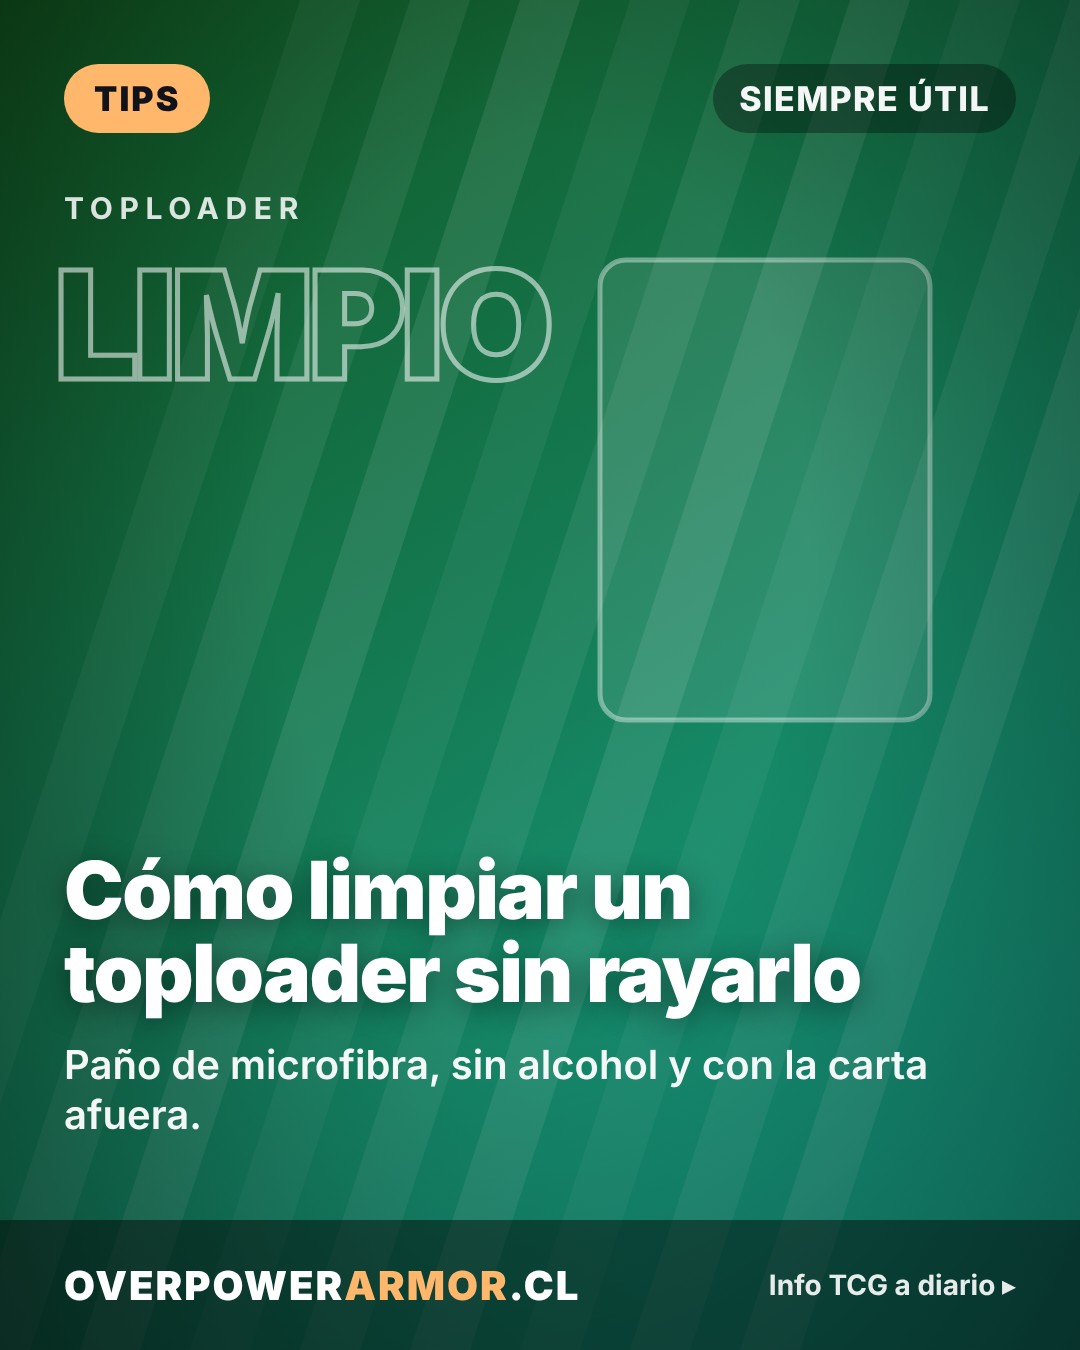 TIPS
SIEMPRE ÚTIL
TOPLOADER
LIMPIO
Cómo limpiar un
toploader sin rayarlo
Paño de microfibra, sin alcohol y con la carta
afuera.
OVERPOWERARMOR.CL
Info TCG a diario ▸